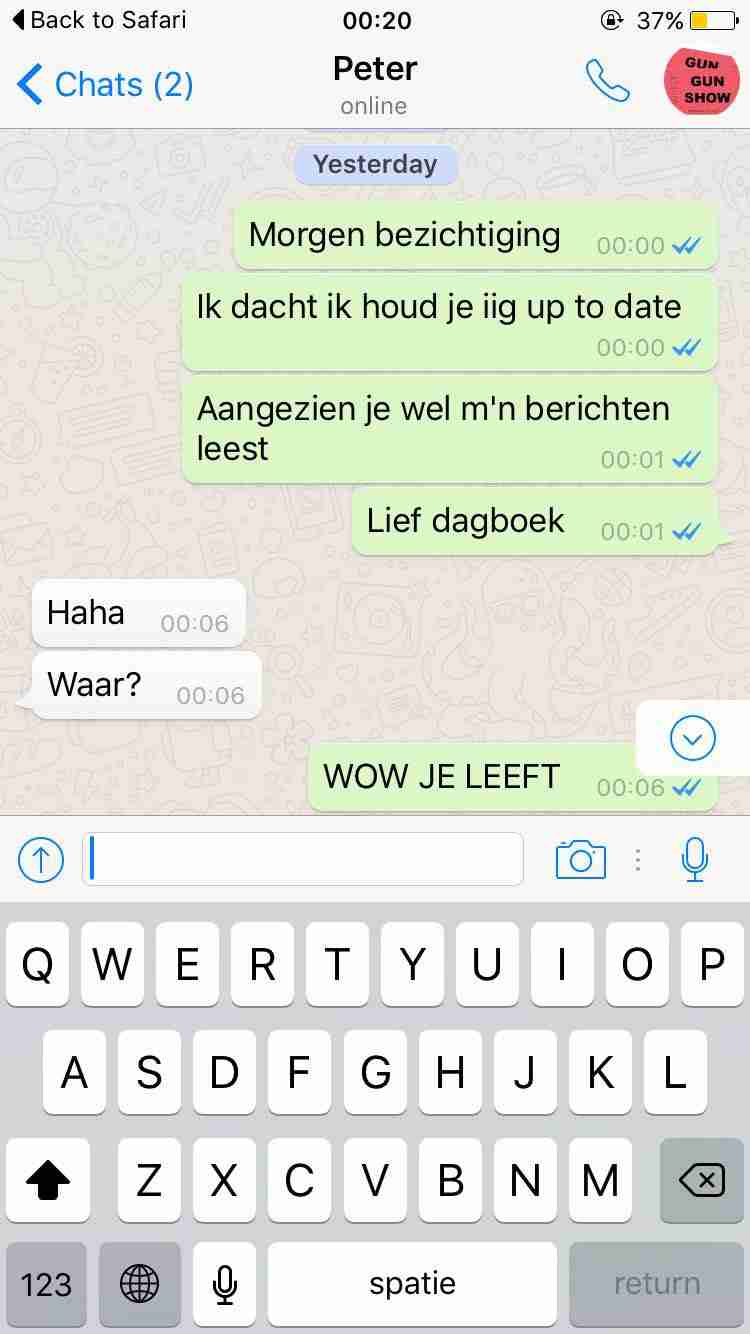 Back to Safari 00:20 37%
Chats (2) Peter
online
GUN
GUN
SHOW
Yesterday
Morgen bezichtiging 00:00
Ik dacht ik houd je iig up to date
00:00
Aangezien je wel m'n berichten
leest 00:01
Lief dagboek 00:01
Haha 00:06
Waar? 00:06
WOW JE LEEFT 00:06
Q W E R T Y U I O P
A S D F G H J K L
Z X C V B N M
123 spatie return